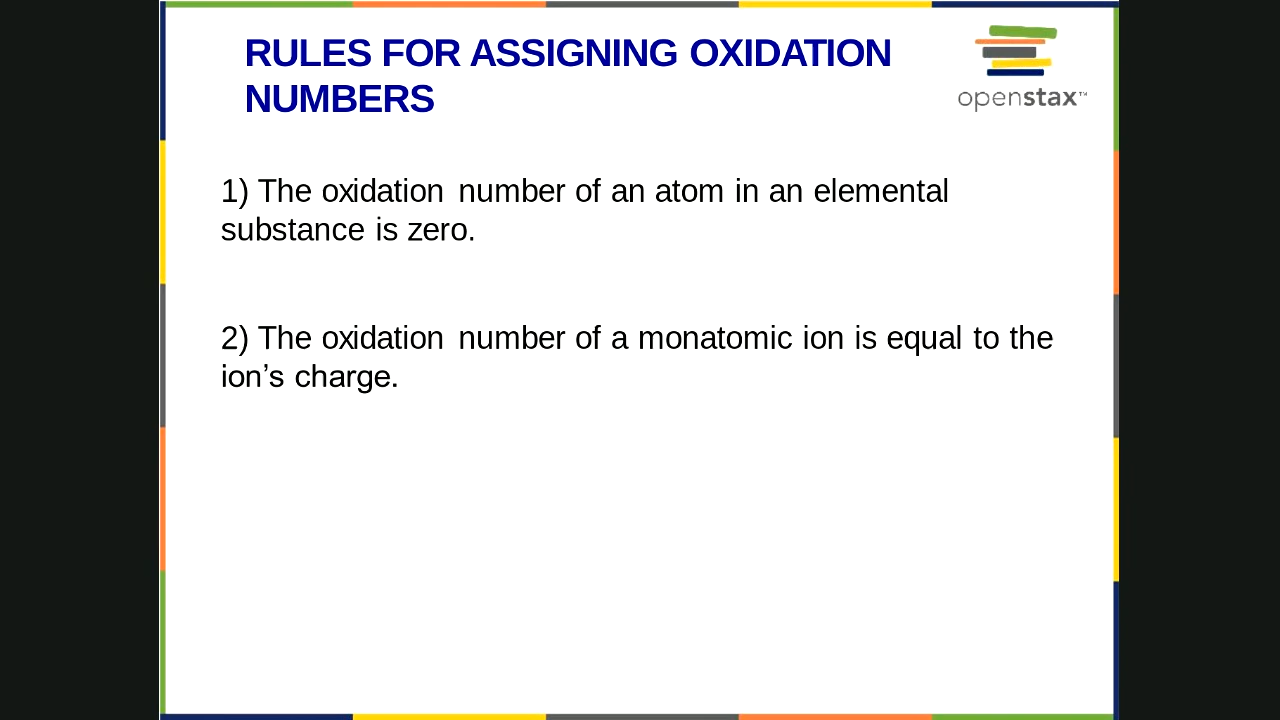 RULES FOR ASSIGNING OXIDATION
NUMBERS
openstax™
1) The oxidation number of an atom in an elemental
substance is zero.
2) The oxidation number of a monatomic ion is equal to the
ion’s charge.